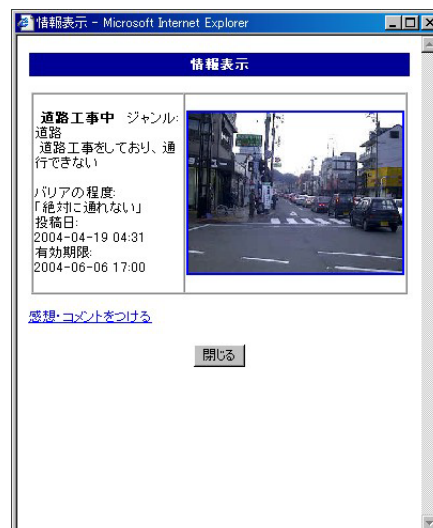 情報表示 - Microsoft Internet Explorer
情報表示
道路工事中 ジャンル:
道路
道路工事をしており、通
行できない
バリアの程度:
「絶対に通れない」
投稿日:
2004-04-19 04:31
有効期限:
2004-06-06 17:00
感想・コメントをつける
閉じる